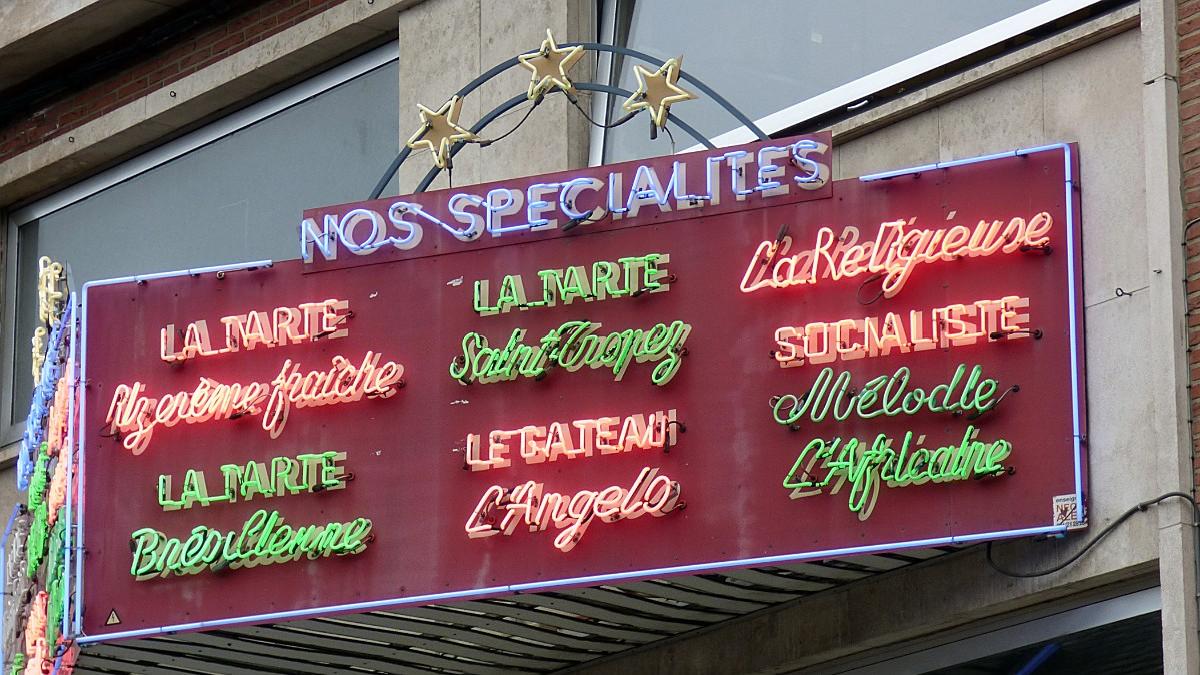 NOS SPECIALITES
LA TARTE
Riz crème fraîche
LA TARTE
Brésilienne
LA TARTE
Saint-Tropez
LE GATEAU
L'Angelo
La Religieuse
SOCIALISTE
Mélodie
L'Africaine